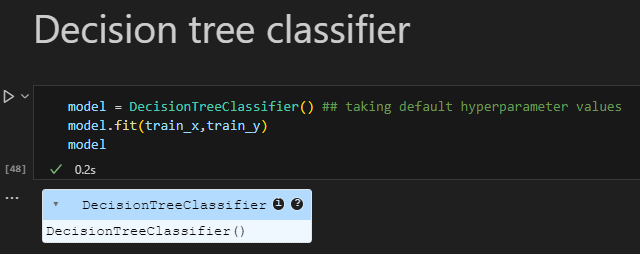 Decision tree classifier
model = DecisionTreeClassifier() ## taking default hyperparameter values
model.fit(train_x,train_y)
model
[48]
0.2s
...
DecisionTreeClassifier i ?
DecisionTreeClassifier()